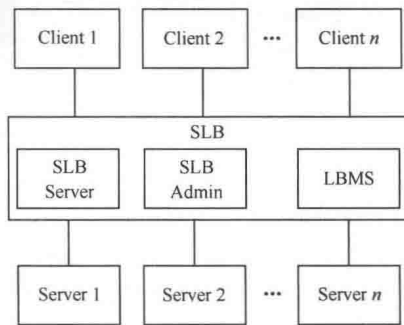 Client 1
Client 2
...
Client n
SLB
SLB
Server
SLB
Admin
LBMS
Server 1
Server 2
...
Server n